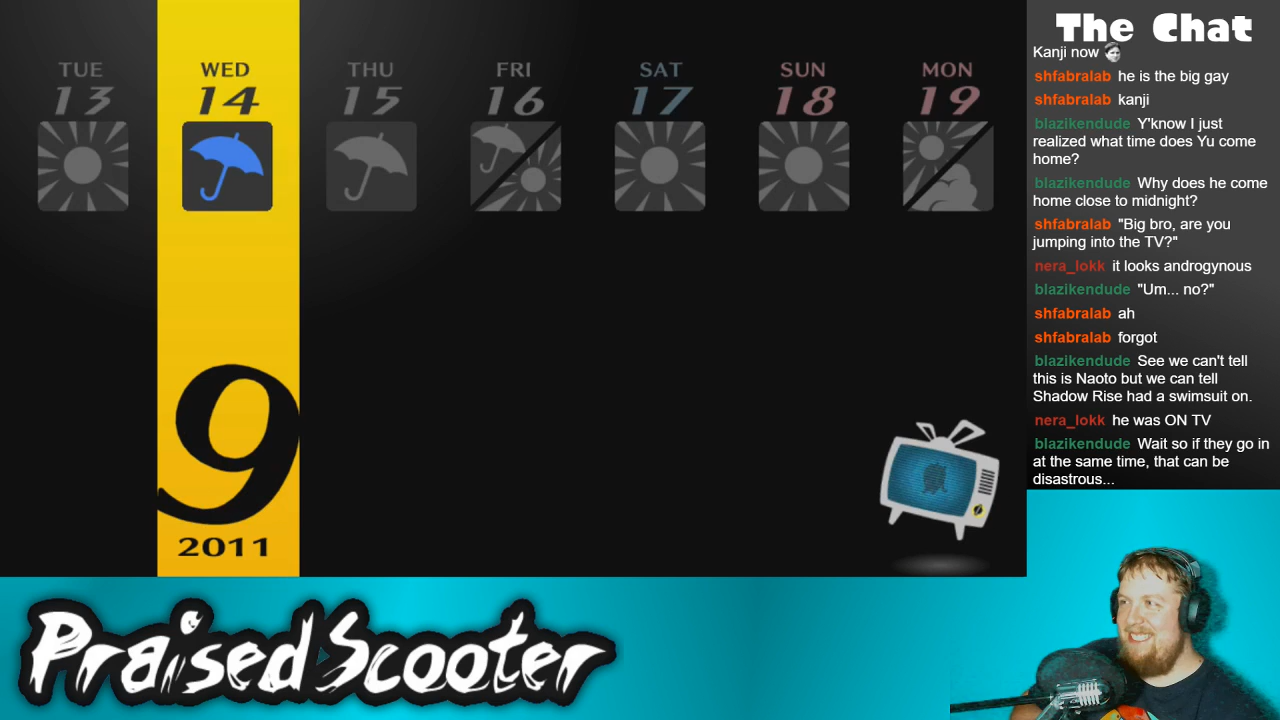 TUE WED THU FRI SAT SUN MON
13 14 15 16 17 18 19
9
2011
The Chat
Kanji now
shfabralab he is the big gay
shfabralab kanji
blazikendude Y'know I just
realized what time does Yu come
home?
blazikendude Why does he come
home close to midnight?
shfabralab "Big bro, are you
jumping into the TV?"
nera_lokk it looks androgynous
blazikendude "Um... no?"
shfabralab ah
shfabralab forgot
blazikendude See we can't tell
this is Naoto but we can tell
Shadow Rise had a swimsuit on.
nera_lokk he was ON TV
blazikendude Wait so if they go in
at the same time, that can be
disastrous...
PraisedScooter